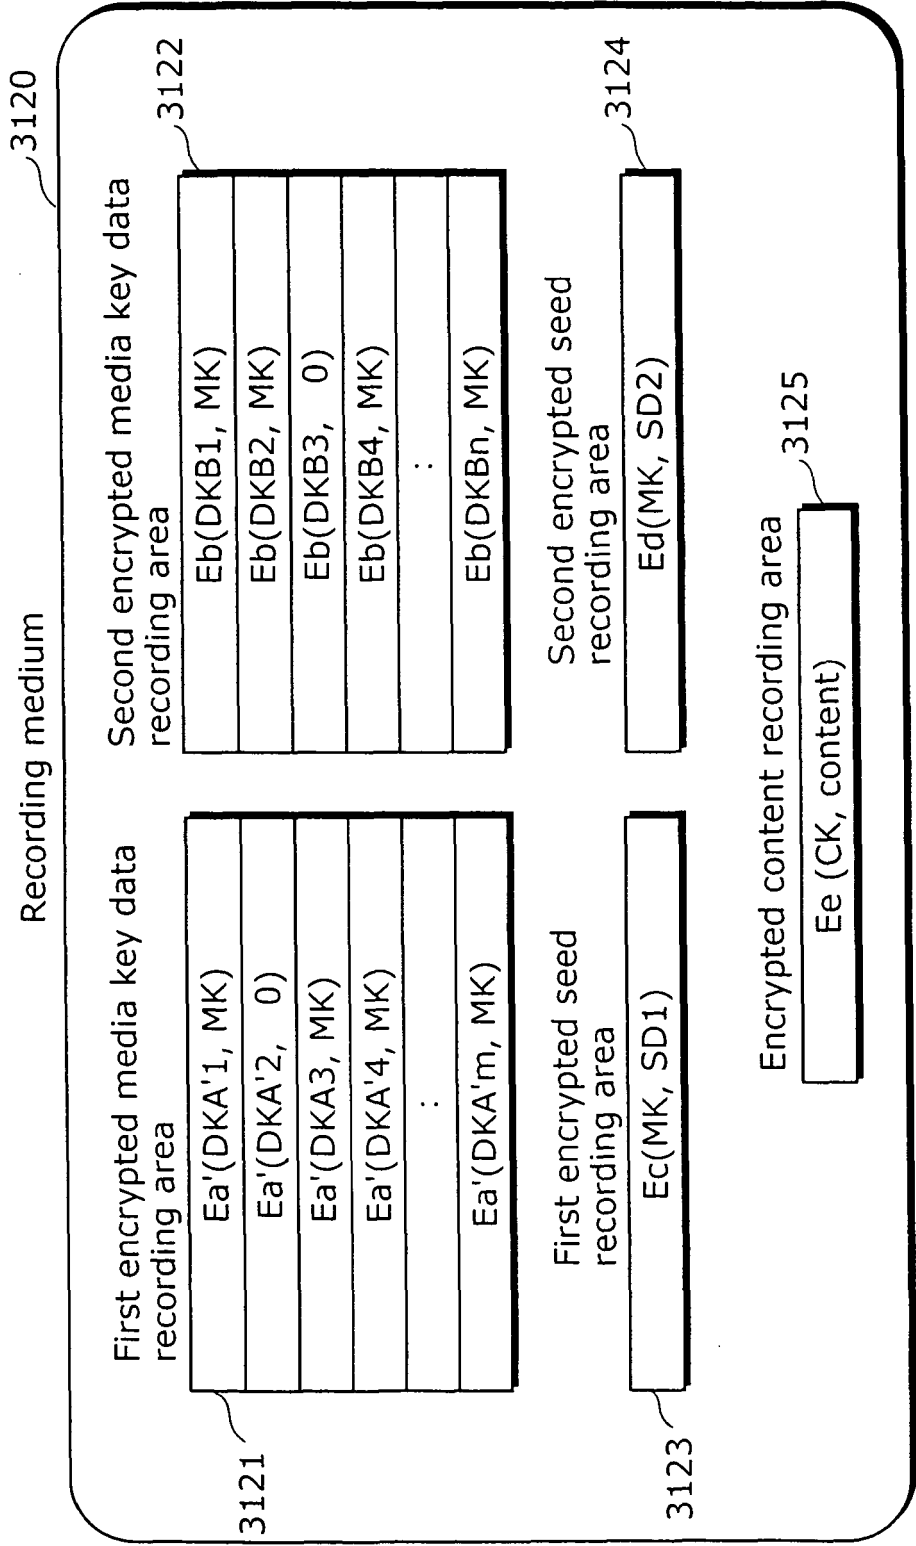 Recording medium
3120
First encrypted media key data
recording area
3121
Ea'(DKA'1, MK)
Ea'(DKA'2, 0)
Ea'(DKA3, MK)
Ea'(DKA'4, MK)
:
Ea'(DKA'm, MK)
Second encrypted media key data
recording area
3122
Eb(DKB1, MK)
Eb(DKB2, MK)
Eb(DKB3, 0)
Eb(DKB4, MK)
:
Eb(DKBn, MK)
First encrypted seed
recording area
3123
Ec(MK, SD1)
Second encrypted seed
recording area
3124
Ed(MK, SD2)
Encrypted content recording area
3125
Ee (CK, content)